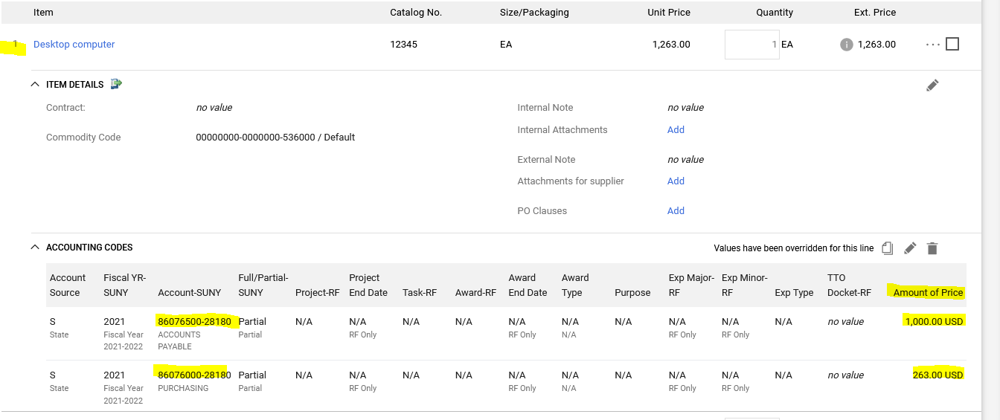 Item Catalog No. Size/Packaging Unit Price Quantity Ext. Price
1 Desktop computer 12345 EA 1,263.00 1 EA i 1,263.00 ...
ITEM DETAILS
Contract: no value Internal Note no value
Internal Attachments Add
Commodity Code 00000000-0000000-536000 / Default
External Note no value
Attachments for supplier Add
PO Clauses Add
ACCOUNTING CODES Values have been overridden for this line
Account Fiscal YR- Full/Partial- Project Award Award Exp Major- Exp Minor- TTO
Source SUNY Account-SUNY SUNY Project-RF End Date Task-RF Award-RF End Date Type Purpose RF RF Exp Type Docket-RF Amount of Price
S 2021 86076500-28180 Partial N/A N/A N/A N/A N/A N/A N/A N/A N/A N/A no value 1,000.00 USD
State Fiscal Year ACCOUNTS Partial RF Only RF Only N/A RF Only RF Only
2021-2022 PAYABLE
S 2021 86076000-28180 Partial N/A N/A N/A N/A N/A N/A N/A N/A N/A N/A no value 263.00 USD
State Fiscal Year PURCHASING Partial RF Only RF Only N/A RF Only RF Only
2021-2022